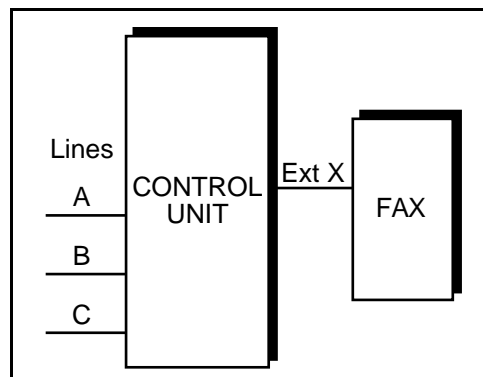 Lines
A
B
C
CONTROL
UNIT
Ext X
FAX